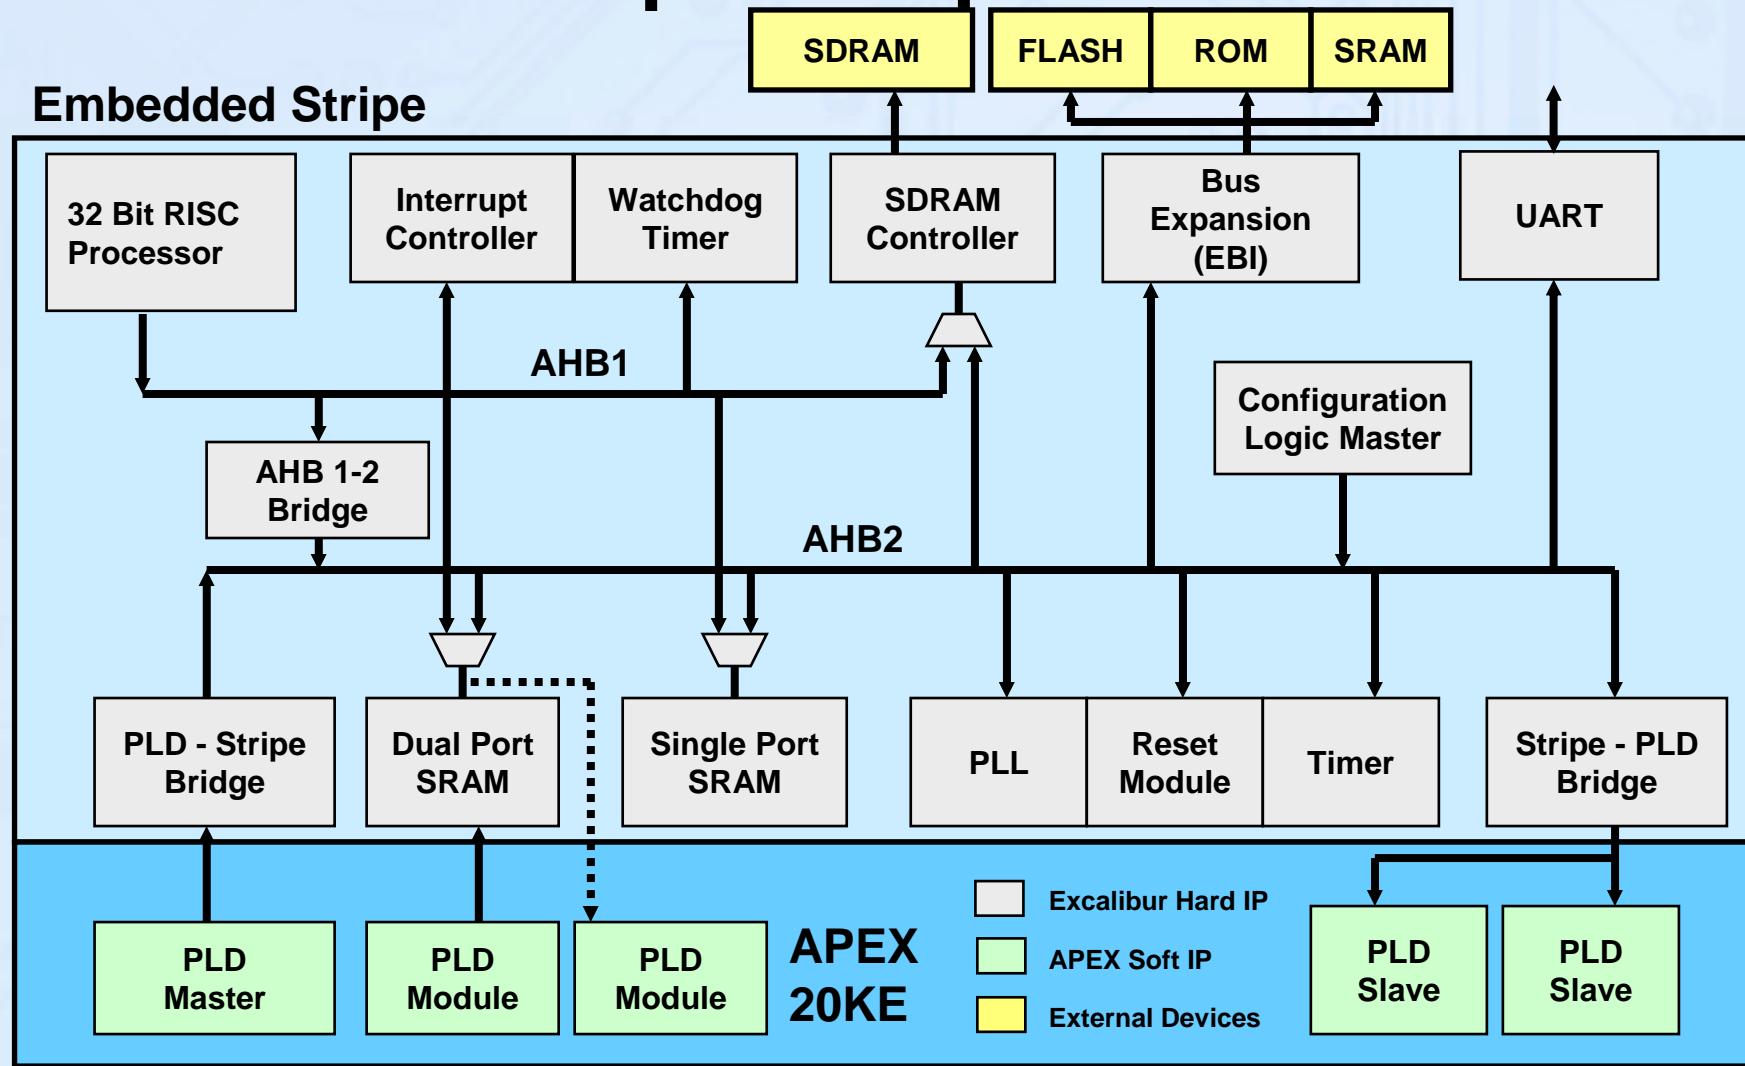 SDRAM
FLASH
ROM
SRAM
Embedded Stripe
32 Bit RISC
Processor
Interrupt
Controller
Watchdog
Timer
SDRAM
Controller
Bus
Expansion
(EBI)
UART
AHB1
Configuration
Logic Master
AHB 1-2
Bridge
AHB2
PLD - Stripe
Bridge
Dual Port
SRAM
Single Port
SRAM
PLL
Reset
Module
Timer
Stripe - PLD
Bridge
PLD
Master
PLD
Module
PLD
Module
APEX
20KE
Excalibur Hard IP
APEX Soft IP
External Devices
PLD
Slave
PLD
Slave